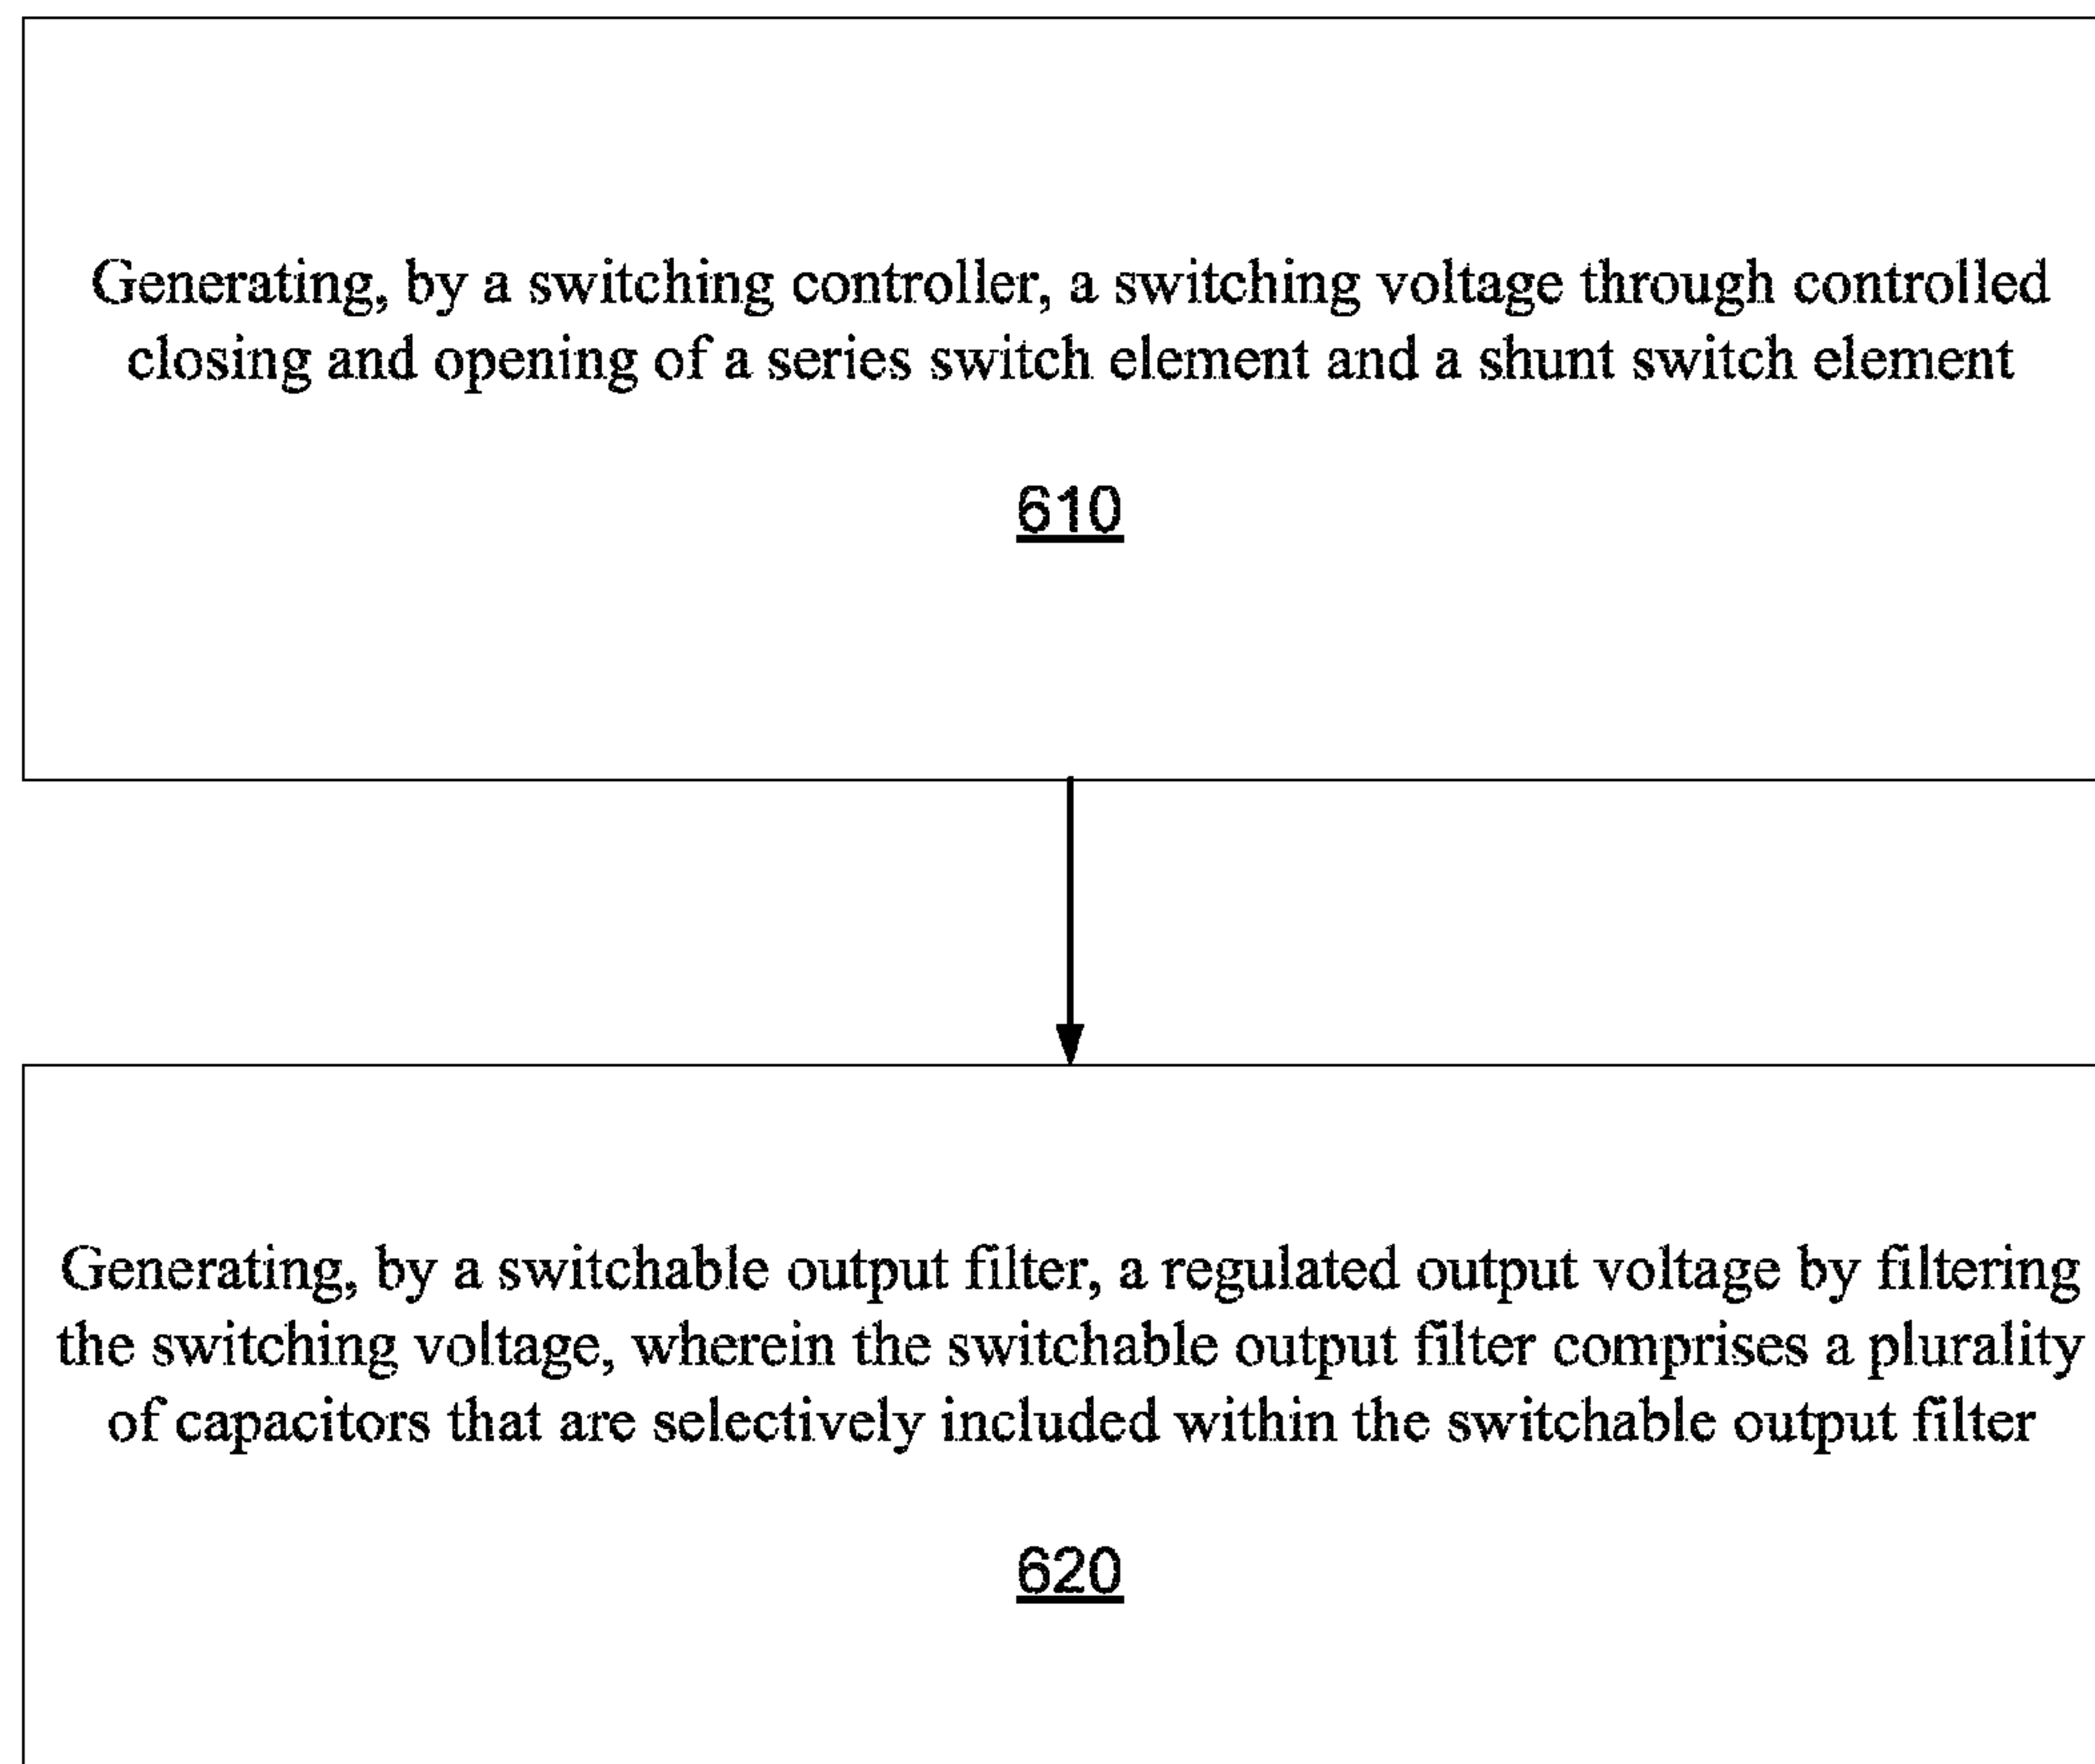 Generating, by a switching controller, a switching voltage through controlled
closing and opening of a series switch element and a shunt switch element
610
Generating, by a switchable output filter, a regulated output voltage by filtering
the switching voltage, wherein the switchable output filter comprises a plurality
of capacitors that are selectively included within the switchable output filter
620